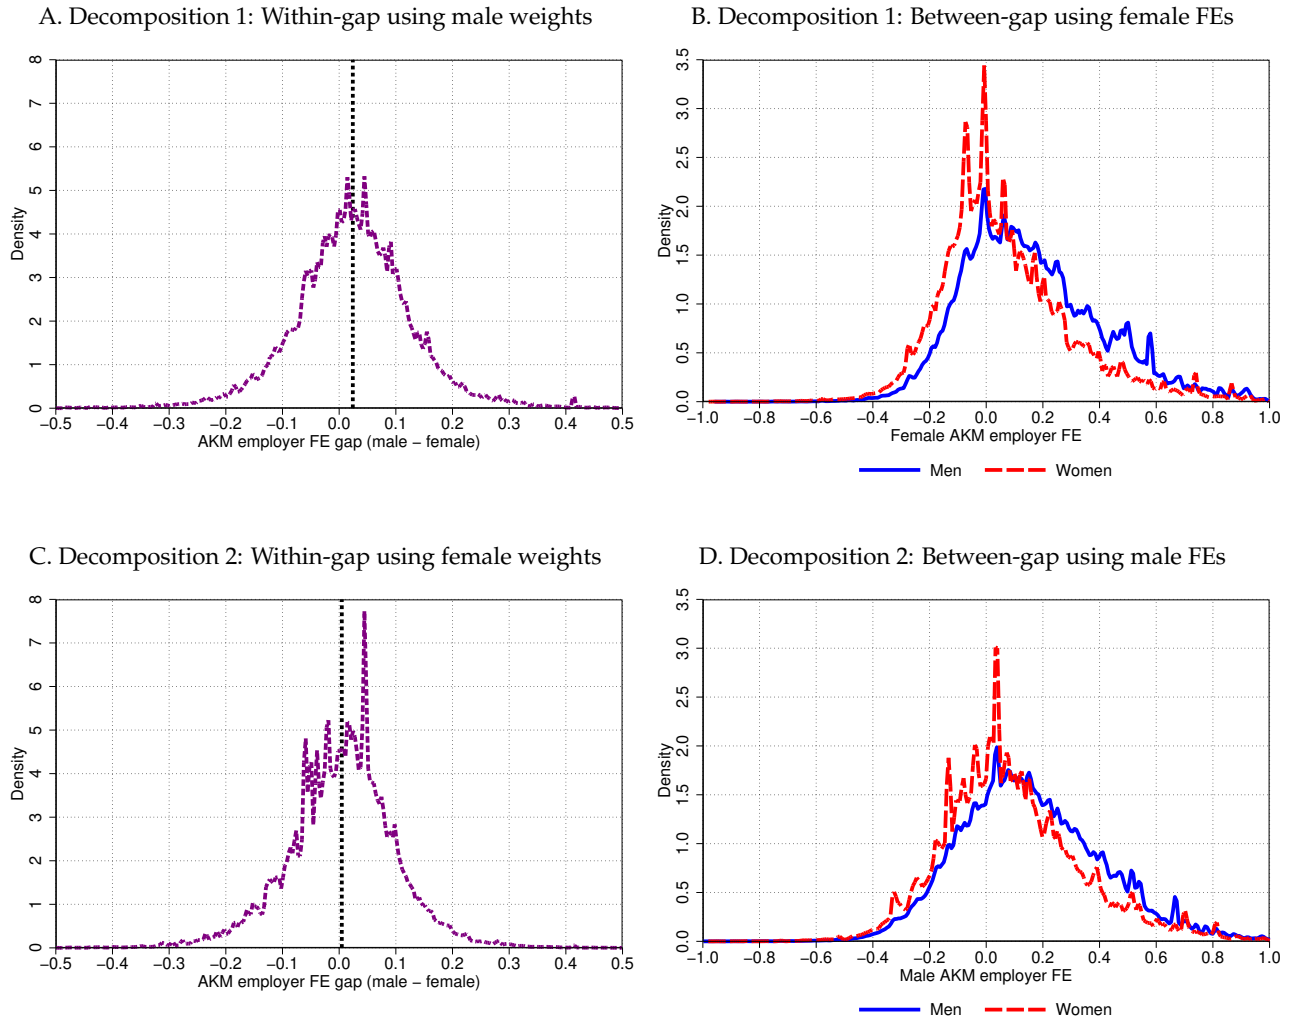 A. Decomposition 1: Within-gap using male weights
Density
0 1 2 3 4 5 6 7 8
−0.5 −0.4 −0.3 −0.2 −0.1 0.0 0.1 0.2 0.3 0.4 0.5
AKM employer FE gap (male − female)
B. Decomposition 1: Between-gap using female FEs
Density
0.0 0.5 1.0 1.5 2.0 2.5 3.0 3.5
−1.0 −0.8 −0.6 −0.4 −0.2 0.0 0.2 0.4 0.6 0.8 1.0
Female AKM employer FE
Men Women
C. Decomposition 2: Within-gap using female weights
Density
0 1 2 3 4 5 6 7 8
−0.5 −0.4 −0.3 −0.2 −0.1 0.0 0.1 0.2 0.3 0.4 0.5
AKM employer FE gap (male − female)
D. Decomposition 2: Between-gap using male FEs
Density
0.0 0.5 1.0 1.5 2.0 2.5 3.0 3.5
−1.0 −0.8 −0.6 −0.4 −0.2 0.0 0.2 0.4 0.6 0.8 1.0
Male AKM employer FE
Men Women